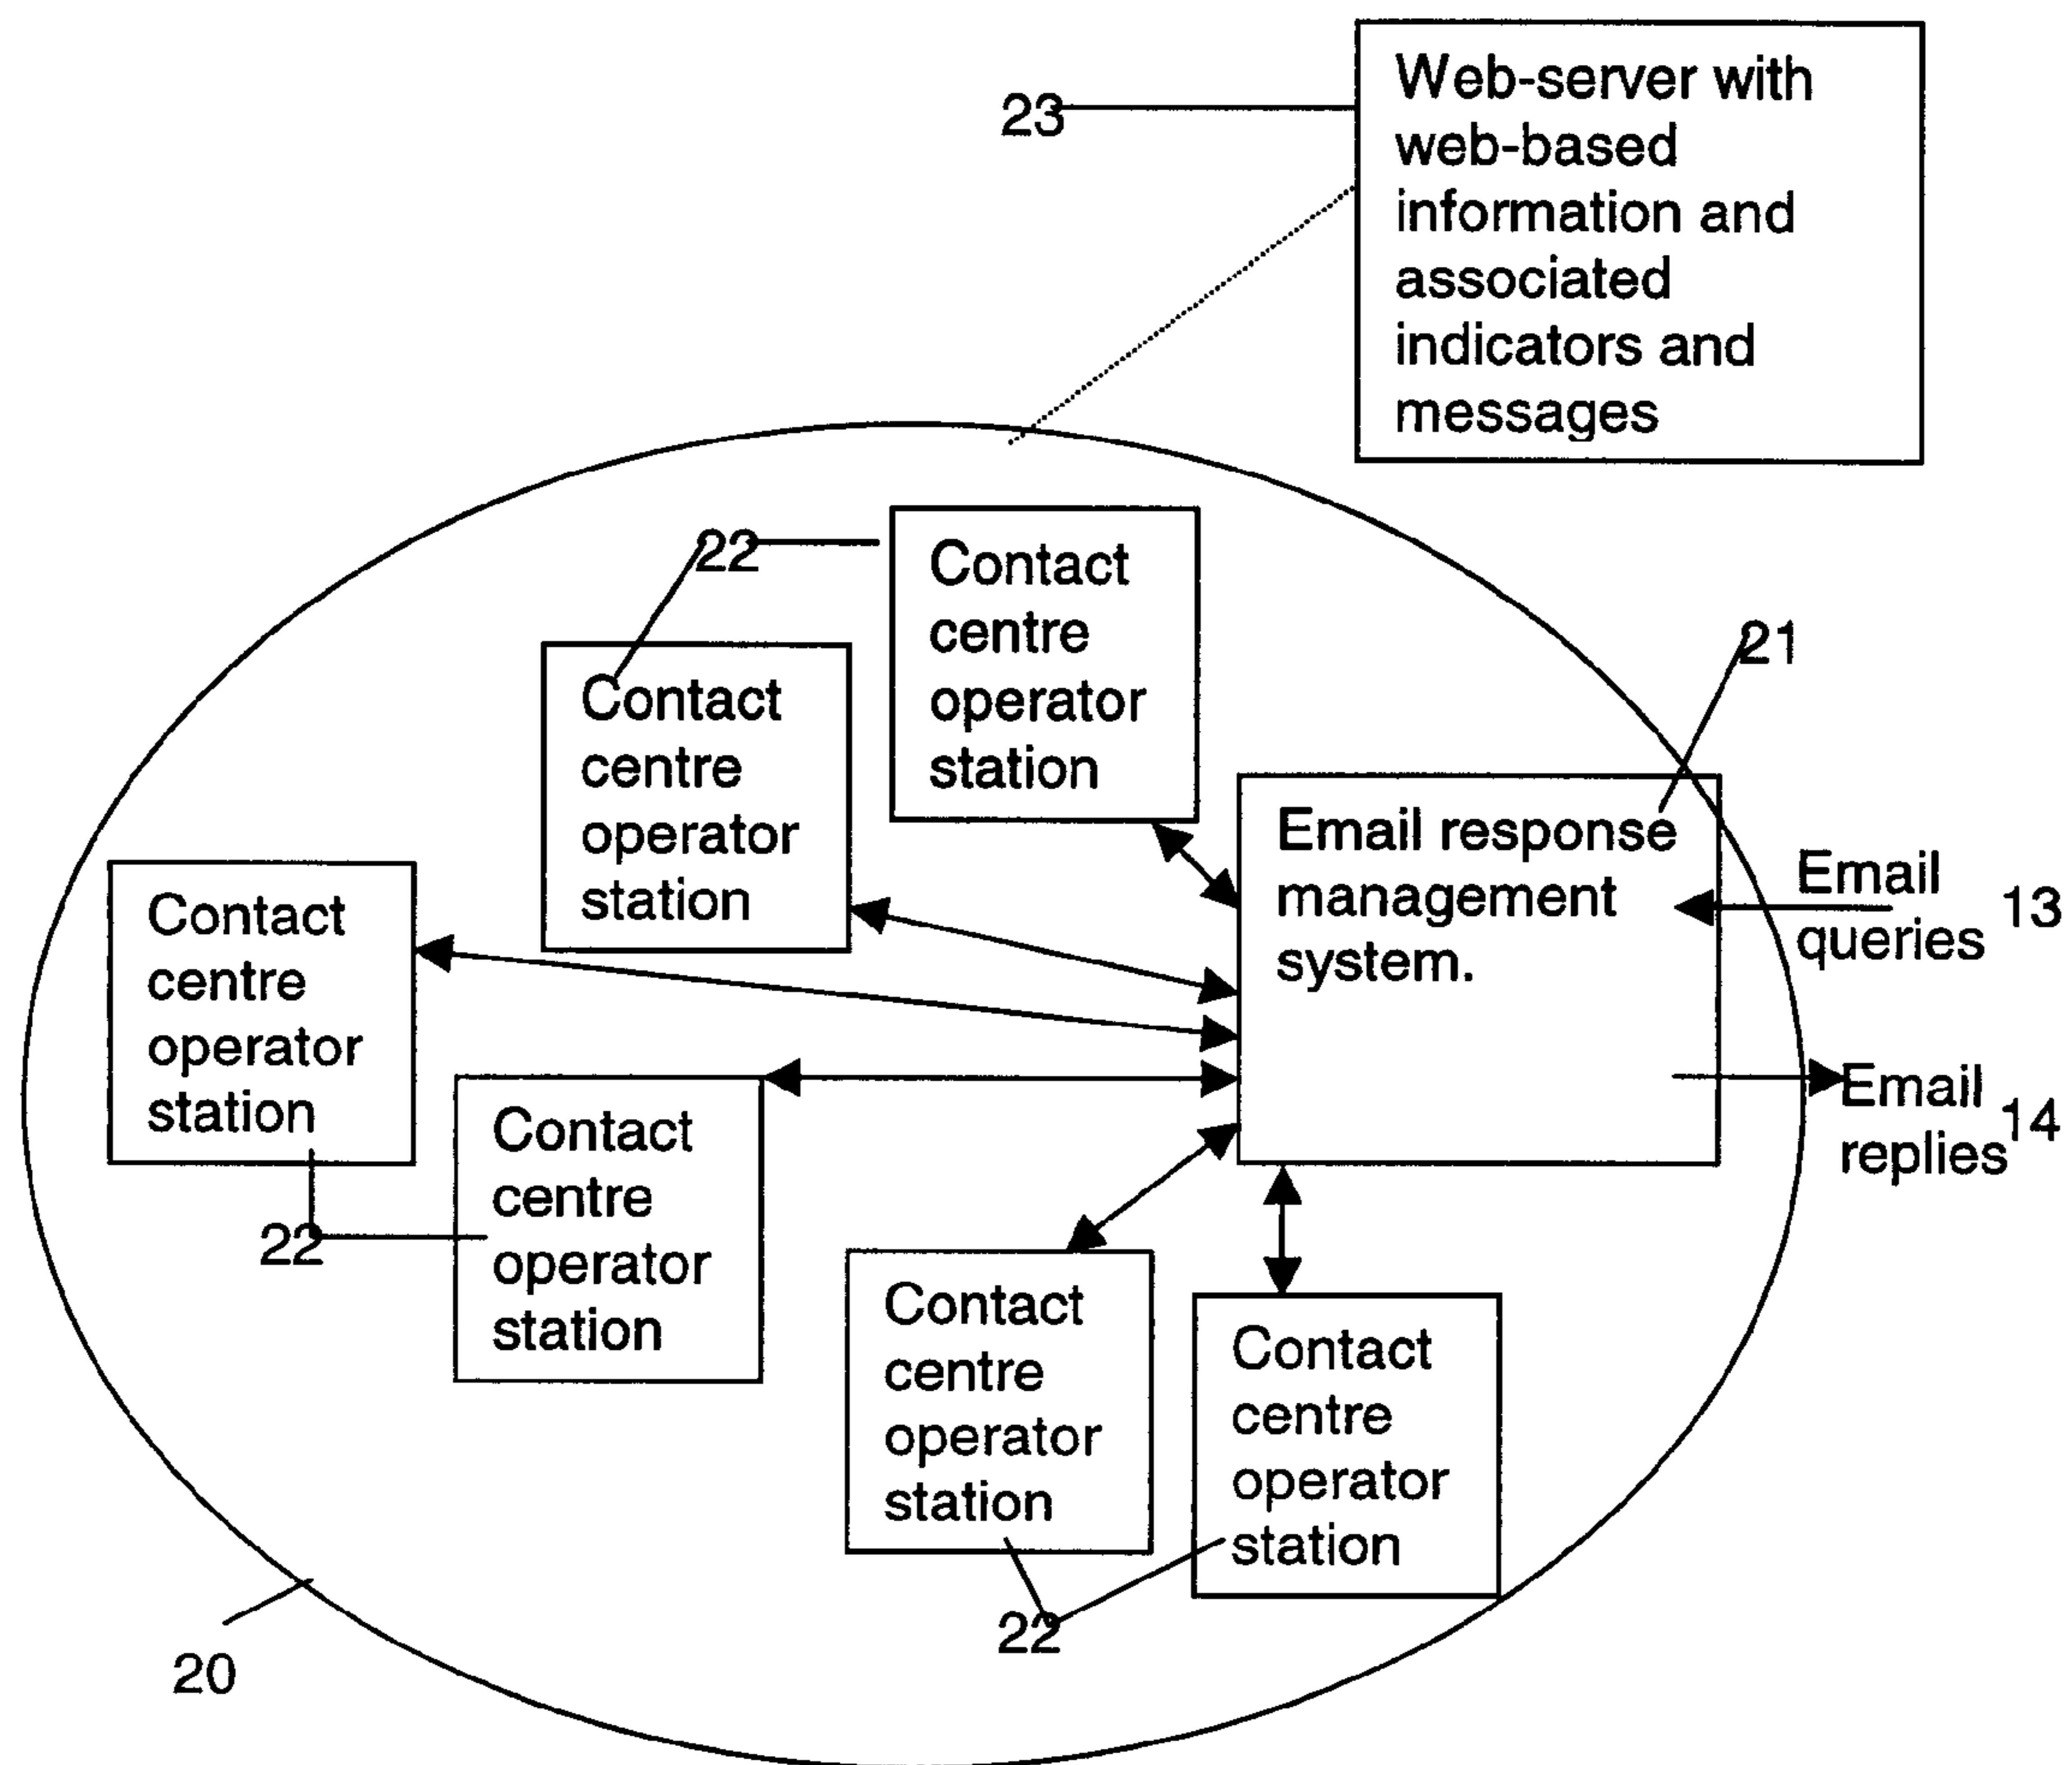 23
Web-server with
web-based
information and
associated
indicators and
messages
22
Contact
centre
operator
station
Contact
centre
operator
station
21
Email response
management
system.
Email
queries 13
Contact
centre
operator
station
22
Contact
centre
operator
station
Email
replies 14
Contact
centre
operator
station
Contact
centre
operator
station
22
20